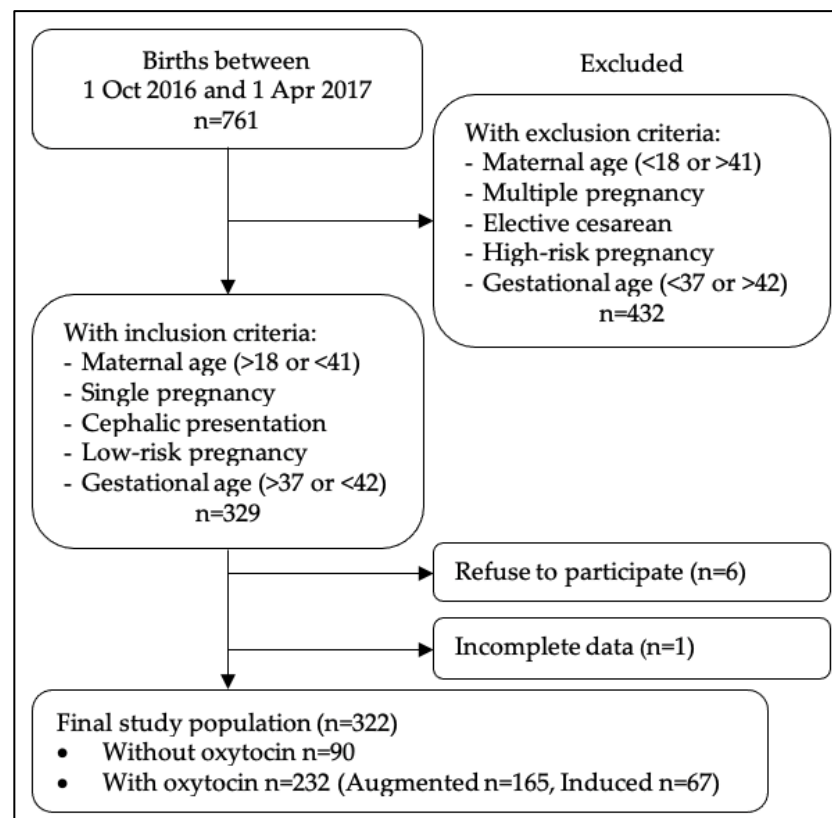 Births between
1 Oct 2016 and 1 Apr 2017
n=761
Excluded
With exclusion criteria:
- Maternal age (<18 or >41)
- Multiple pregnancy
- Elective cesarean
- High-risk pregnancy
- Gestational age (<37 or >42)
n=432
With inclusion criteria:
- Maternal age (>18 or <41)
- Single pregnancy
- Cephalic presentation
- Low-risk pregnancy
- Gestational age (>37 or <42)
n=329
Refuse to participate (n=6)
Incomplete data (n=1)
Final study population (n=322)
• Without oxytocin n=90
• With oxytocin n=232 (Augmented n=165, Induced n=67)